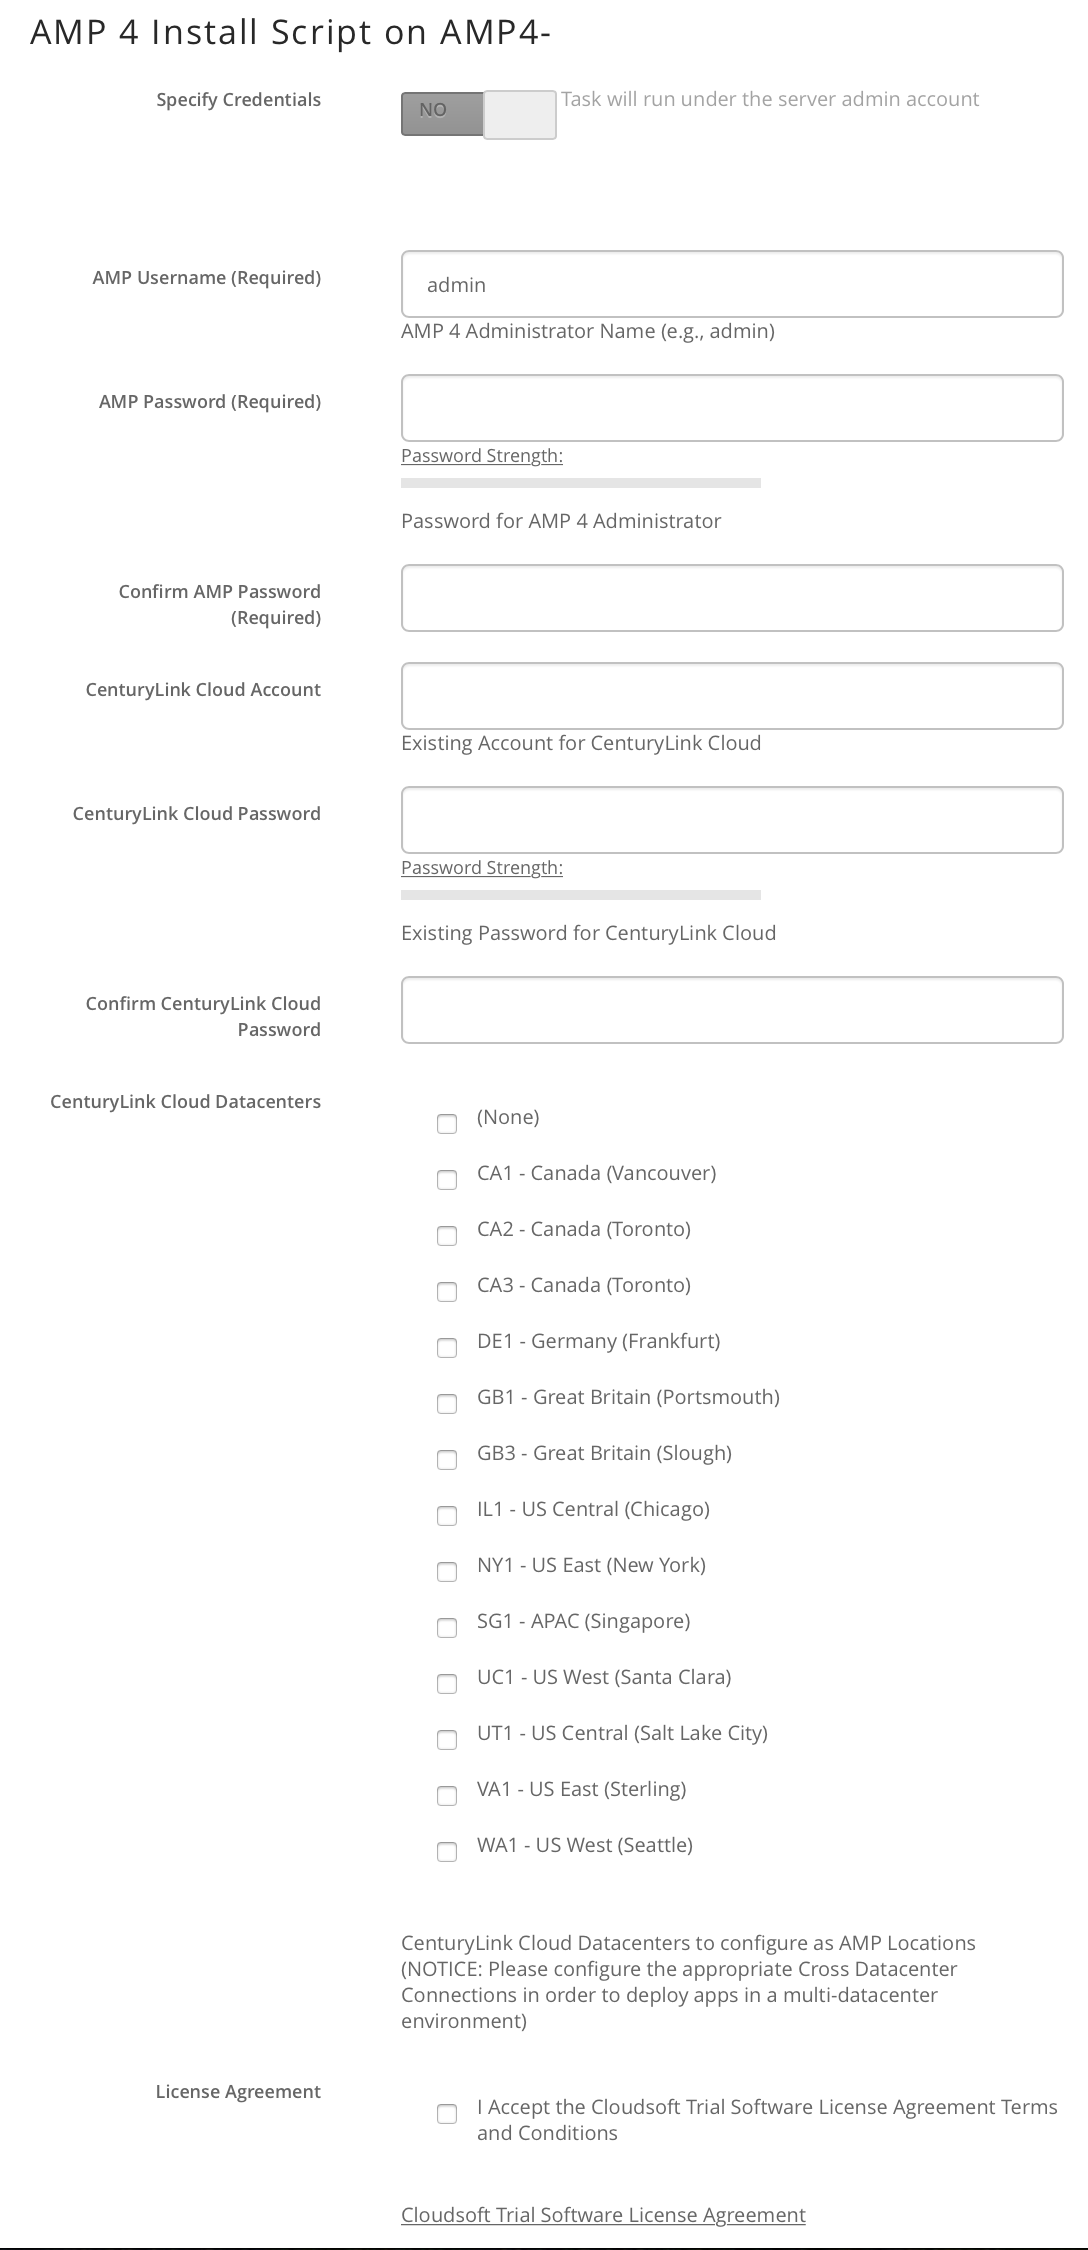 AMP 4 Install Script on AMP4-
Specify Credentials
NO
Task will run under the server admin account
AMP Username (Required)
admin
AMP 4 Administrator Name (e.g., admin)
AMP Password (Required)
Password Strength:
Password for AMP 4 Administrator
Confirm AMP Password
(Required)
CenturyLink Cloud Account
Existing Account for CenturyLink Cloud
CenturyLink Cloud Password
Password Strength:
Existing Password for CenturyLink Cloud
Confirm CenturyLink Cloud
Password
CenturyLink Cloud Datacenters
(None)
CA1 - Canada (Vancouver)
CA2 - Canada (Toronto)
CA3 - Canada (Toronto)
DE1 - Germany (Frankfurt)
GB1 - Great Britain (Portsmouth)
GB3 - Great Britain (Slough)
IL1 - US Central (Chicago)
NY1 - US East (New York)
SG1 - APAC (Singapore)
UC1 - US West (Santa Clara)
UT1 - US Central (Salt Lake City)
VA1 - US East (Sterling)
WA1 - US West (Seattle)
CenturyLink Cloud Datacenters to configure as AMP Locations
(NOTICE: Please configure the appropriate Cross Datacenter
Connections in order to deploy apps in a multi-datacenter
environment)
License Agreement
I Accept the Cloudsoft Trial Software License Agreement Terms
and Conditions
Cloudsoft Trial Software License Agreement